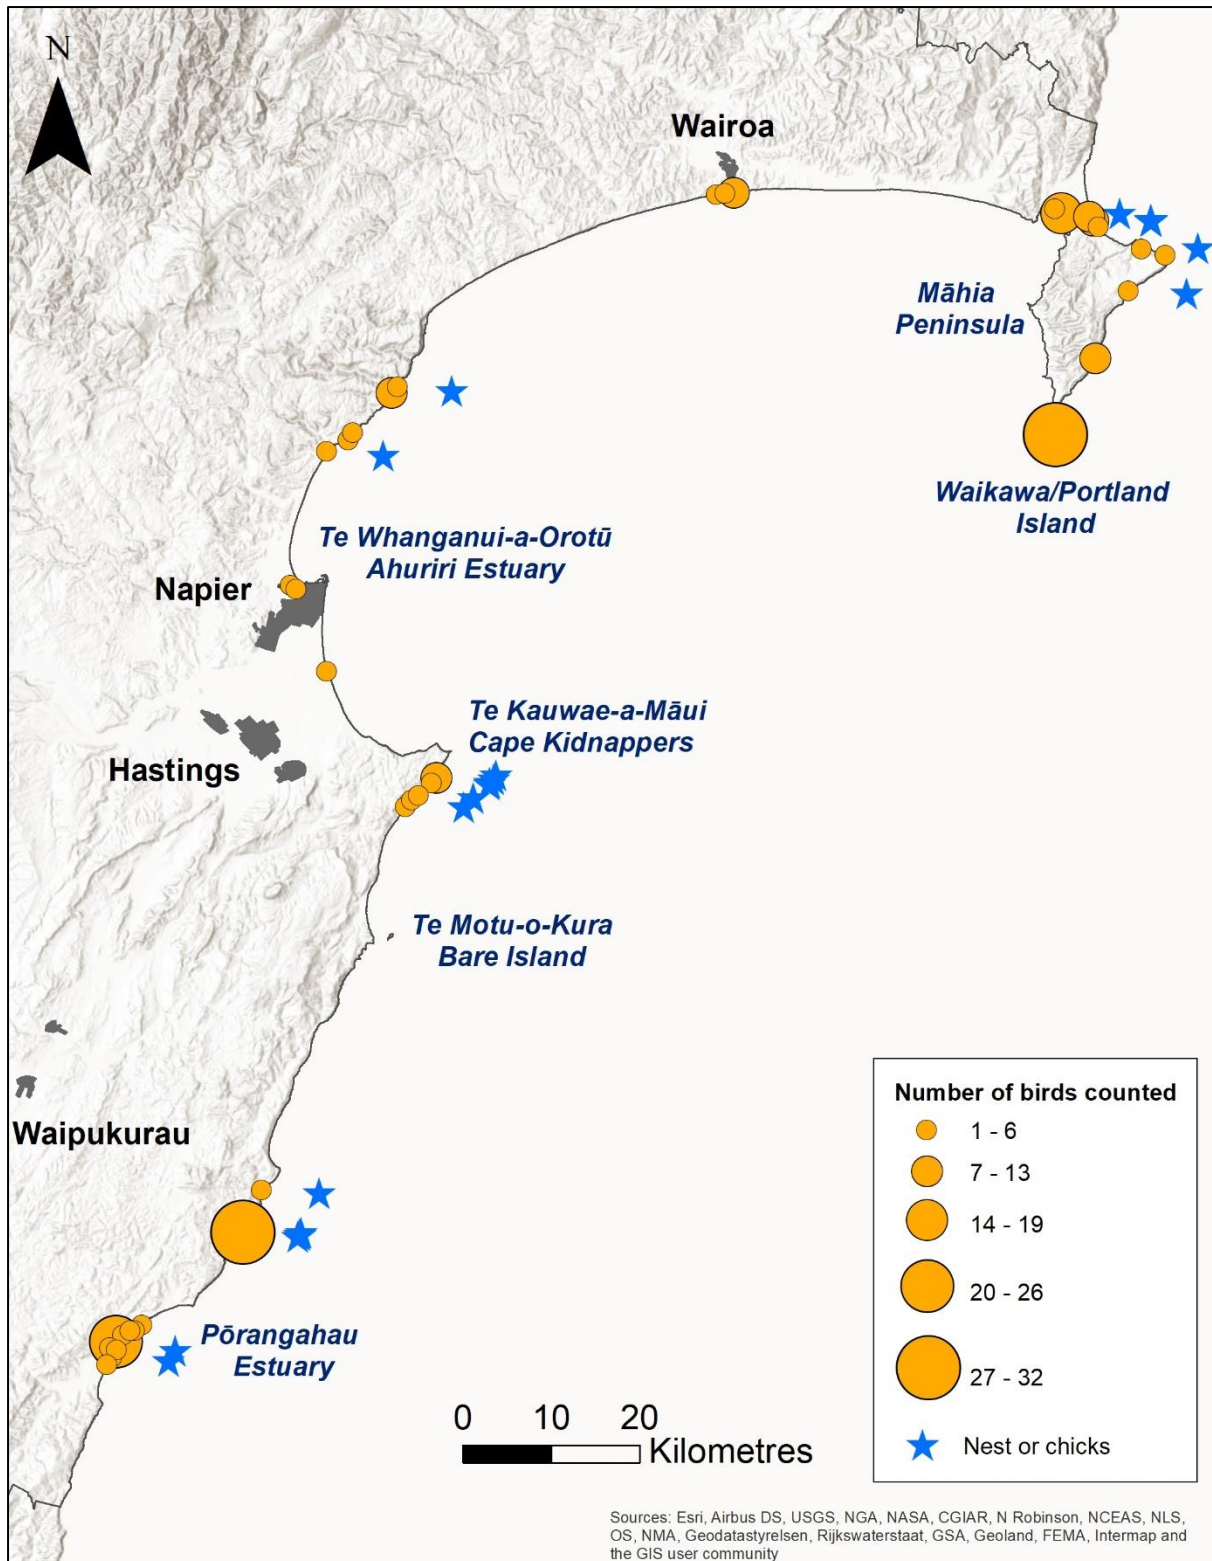 N
Wairoa
Māhia
Peninsula
Waikawa/Portland
Island
Te Whanganui-a-Orotū
Ahuriri Estuary
Napier
Te Kauwae-a-Māui
Cape Kidnappers
Hastings
Te Motu-o-Kura
Bare Island
Waipukurau
Pōrangahau
Estuary
0 10 20
Kilometres
Number of birds counted
1 - 6
7 - 13
14 - 19
20 - 26
27 - 32
Nest or chicks
Sources: Esri, Airbus DS, USGS, NGA, NASA, CGIAR, N Robinson, NCEAS, NLS,
OS, NMA, Geodatastyrelsen, Rijkswaterstaat, GSA, Geoland, FEMA, Intermap and
the GIS user community